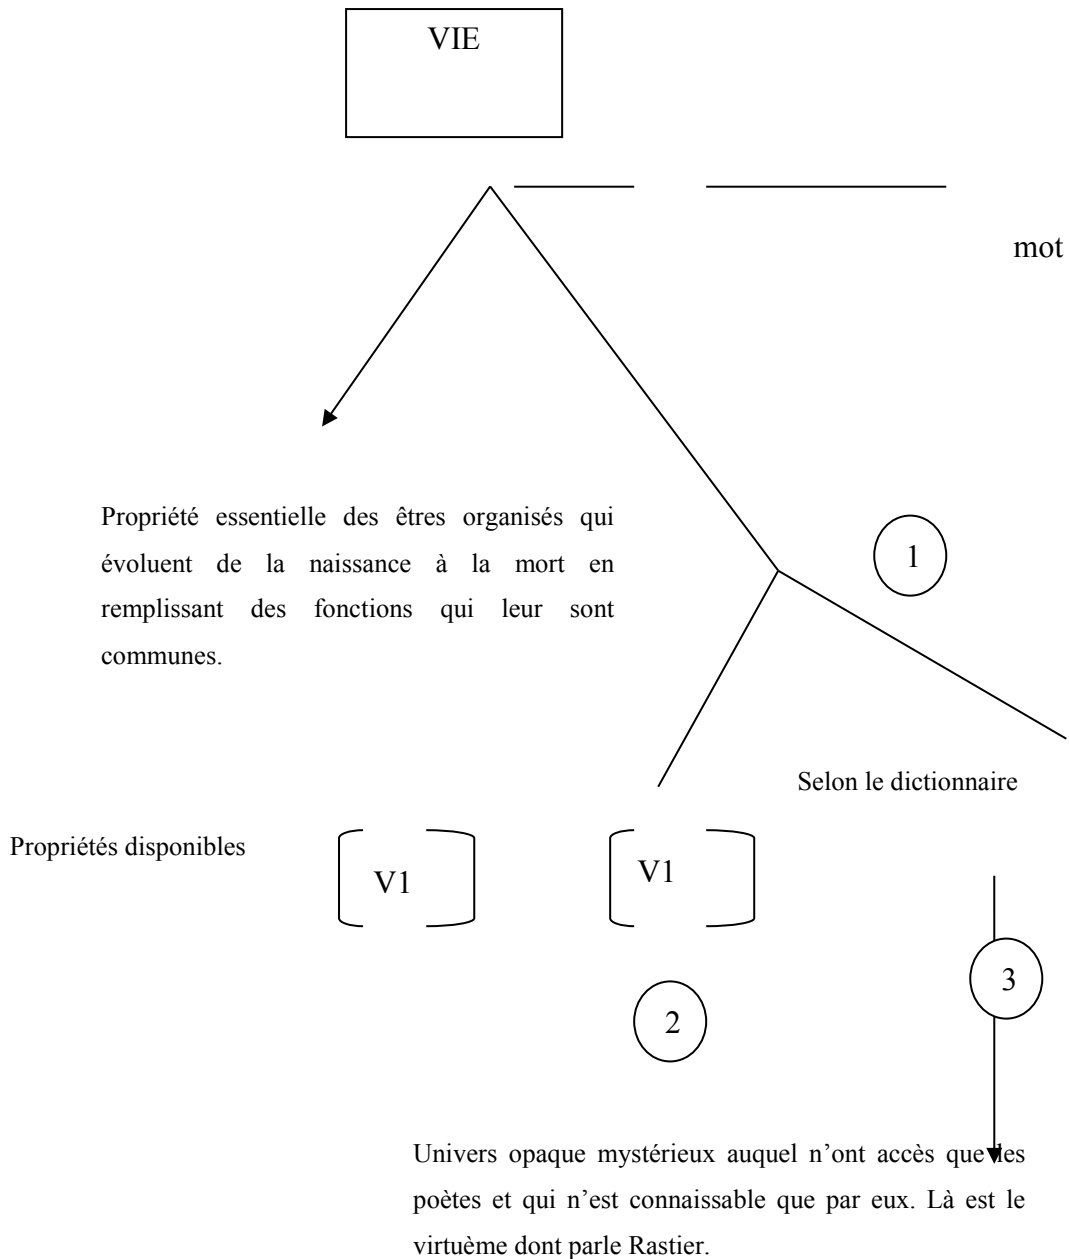 VIE
mot
Propriété essentielle des êtres organisés qui
évoluent de la naissance à la mort en
remplissant des fonctions qui leur sont
communes.
1
Selon le dictionnaire
Propriétés disponibles
V1
V1
3
2
Univers opaque mystérieux auquel n’ont accès que les
poètes et qui n’est connaissable que par eux. Là est le
virtuème dont parle Rastier.